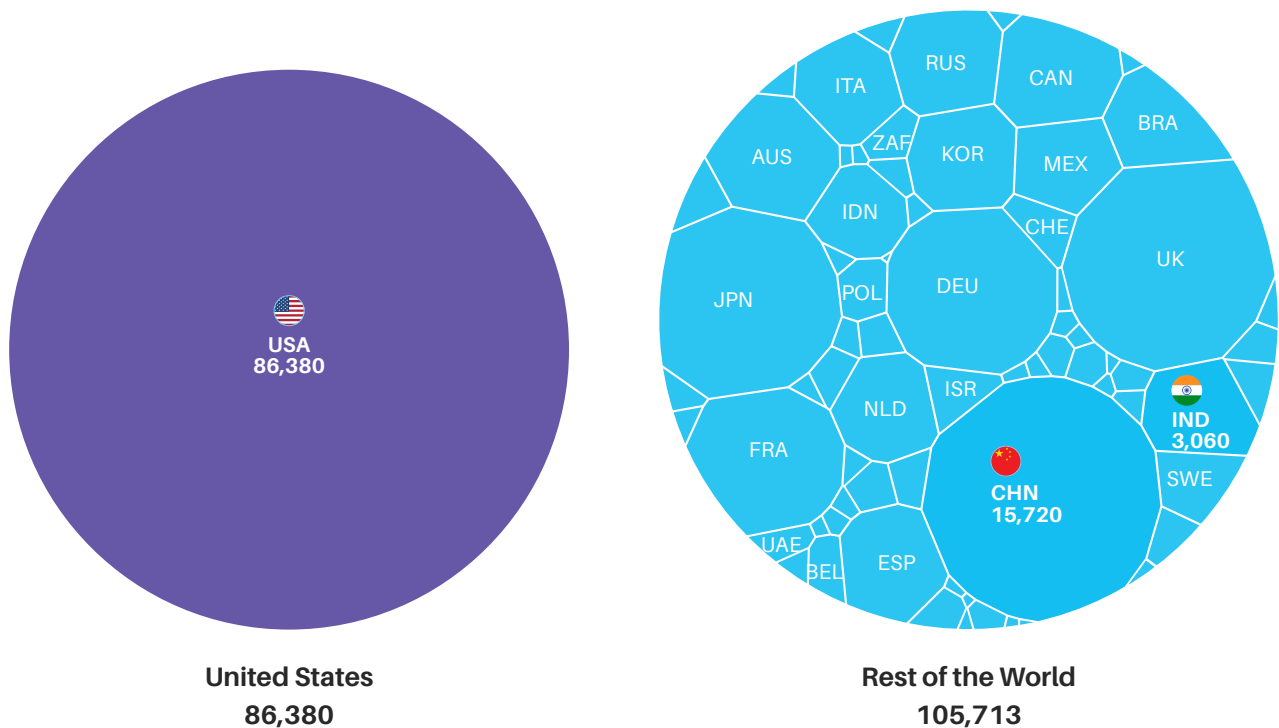 USA
86,380
RUS
CAN
ITA
BRA
ZAF
KOR
AUS
MEX
IDN
CHE
UK
DEU
POL
JPN
ISR
NLD
IND
3,060
FRA
SWE
CHN
15,720
UAE
BEL
ESP
United States
86,380
Rest of the World
105,713